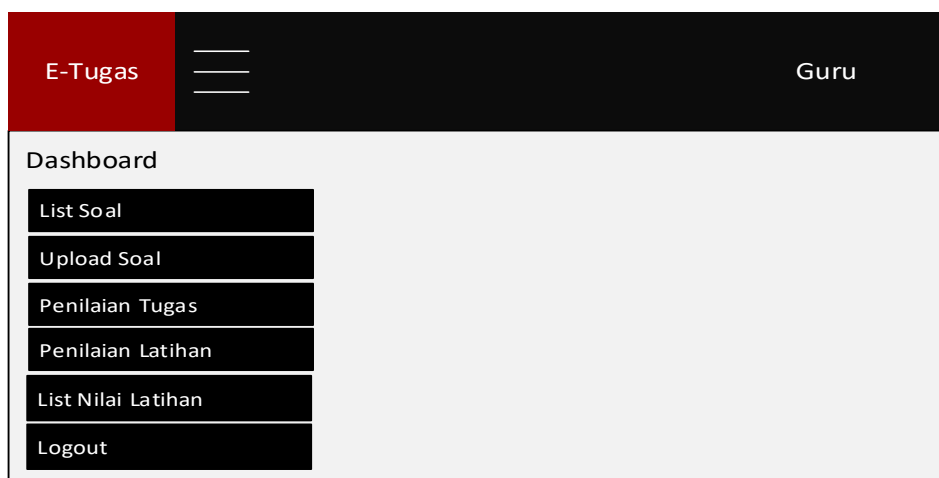 E-Tugas
Guru
Dashboard
List Soal
Upload Soal
Penilaian Tugas
Penilaian Latihan
List Nilai Latihan
Logout